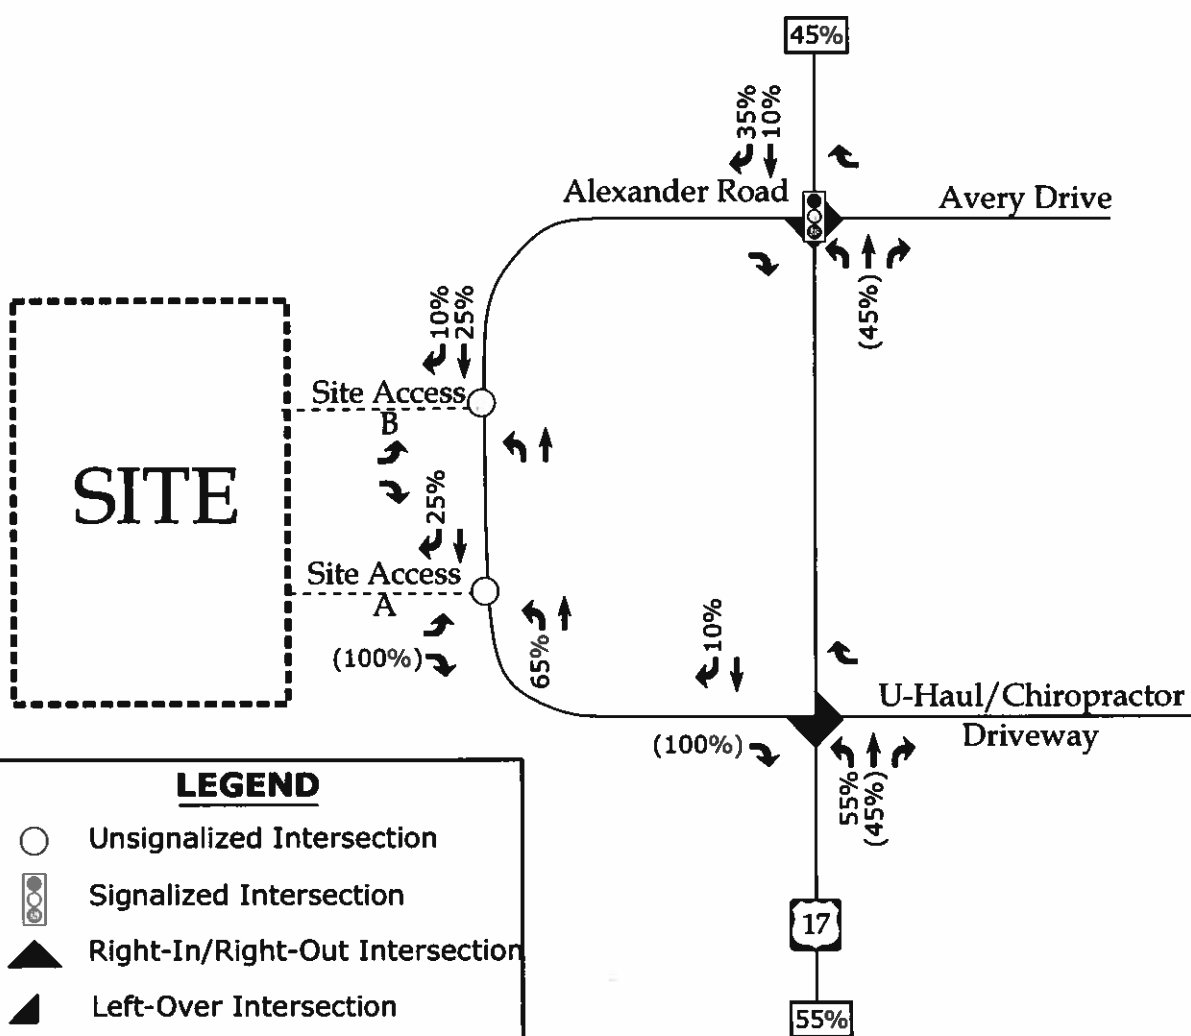 45%
35%
10%
Alexander Road
Avery Drive
(45%)
10%
25%
Site Access
B
SITE
25%
Site Access
A
(100%)
65%
10%
U-Haul/Chiropractor
Driveway
(100%)
55%
(45%)
LEGEND
Unsignalized Intersection
Signalized Intersection
Right-In/Right-Out Intersection
Left-Over Intersection
17
55%